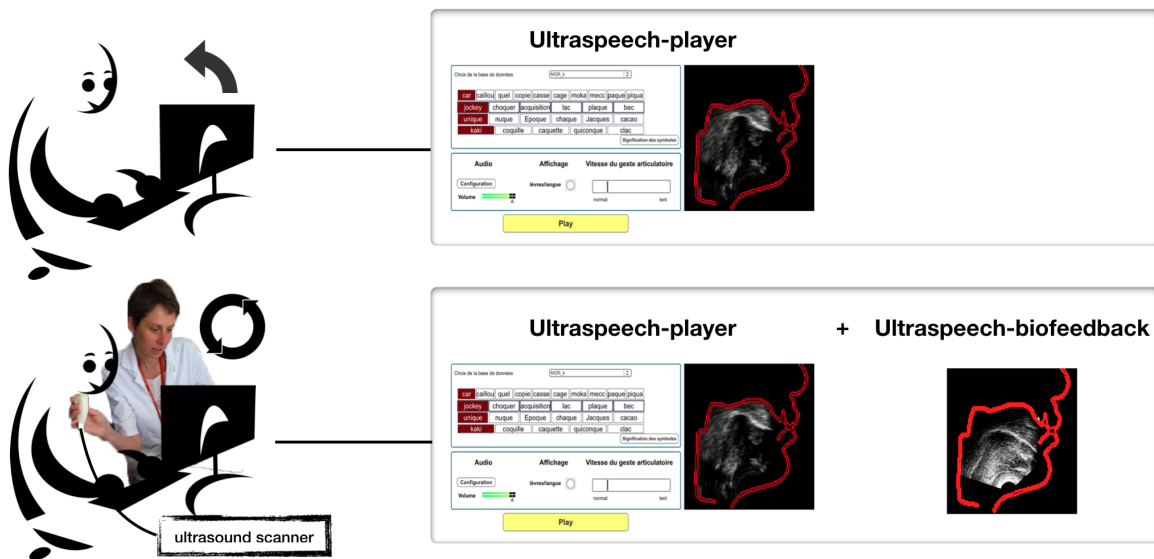 Ultraspeech-player
Choix de la base de données MGR_k
car caillou quel copie casse cage moka mecc paque piqua
jockey choquer acquisition lac plaque bec
unique nuque Epoque chaque Jacques cacao
kaki coquille caquette quiconque clac
Signification des symboles
Audio Affichage Vitesse du geste articulatoire
Configuration lèvres/langue
Volume normal lent
Play
Ultraspeech-player + Ultraspeech-biofeedback
Choix de la base de données MGR_k
car caillou quel copie casse cage moka mecc paque piqua
jockey choquer acquisition lac plaque bec
unique nuque Epoque chaque Jacques cacao
kaki coquille caquette quiconque clac
Signification des symboles
Audio Affichage Vitesse du geste articulatoire
Configuration lèvres/langue
Volume normal lent
Play
ultrasound scanner